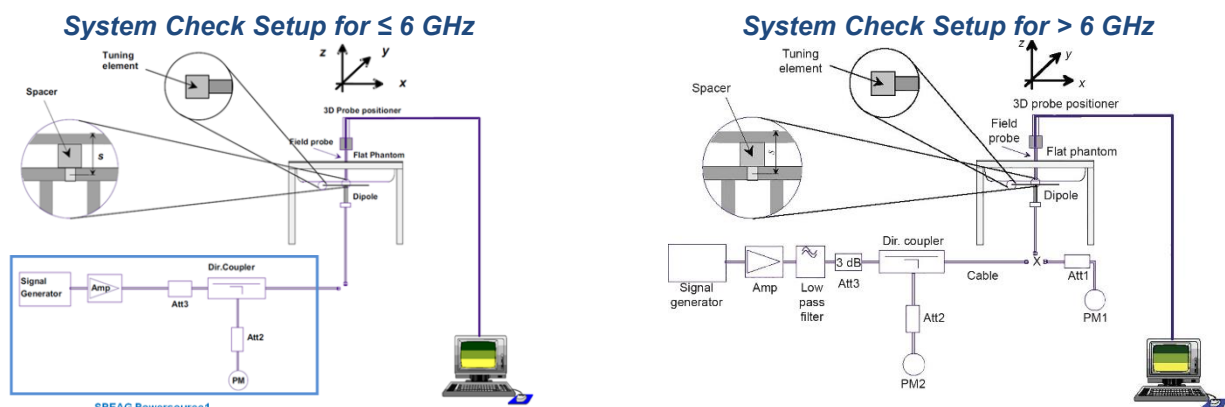 System Check Setup for ≤ 6 GHz
z
y
x
Tuning
element
Spacer
s
3D Probe positioner
Field probe
Flat Phantom
Dipole
Signal
Generator
Amp
Att3
Dir.Coupler
Att2
PM
SPEAG Powersource1
System Check Setup for > 6 GHz
z
y
x
Tuning
element
Spacer
s
3D probe positioner
Field
probe
Flat phantom
Dipole
Signal
generator
Amp
Low
pass
filter
3 dB
Att3
Dir. coupler
Cable
X
Att1
PM1
Att2
PM2